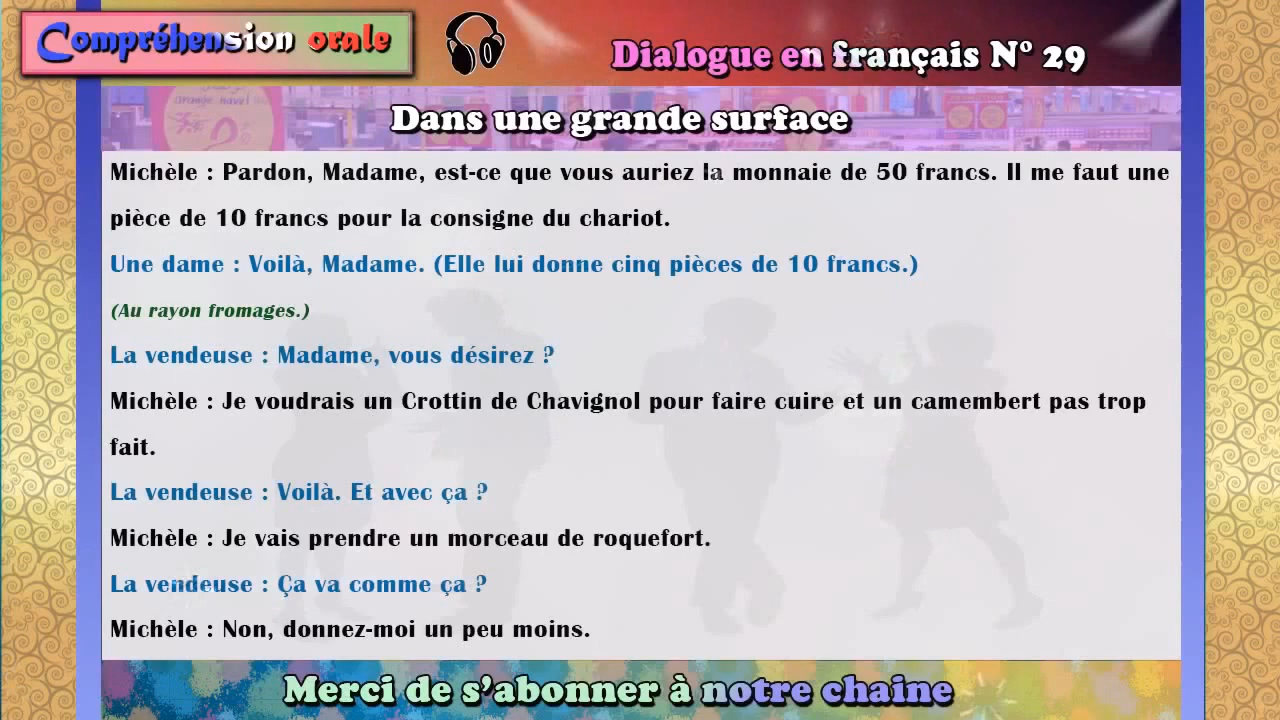 Compréhension orale
Dialogue en français N° 29
Dans une grande surface
Michèle : Pardon, Madame, est-ce que vous auriez la monnaie de 50 francs. Il me faut une
pièce de 10 francs pour la consigne du chariot.
Une dame : Voilà, Madame. (Elle lui donne cinq pièces de 10 francs.)
(Au rayon fromages.)
La vendeuse : Madame, vous désirez ?
Michèle : Je voudrais un Crottin de Chavignol pour faire cuire et un camembert pas trop
fait.
La vendeuse : Voilà. Et avec ça ?
Michèle : Je vais prendre un morceau de roquefort.
La vendeuse : Ça va comme ça ?
Michèle : Non, donnez-moi un peu moins.
Merci de s’abonner à notre chaine